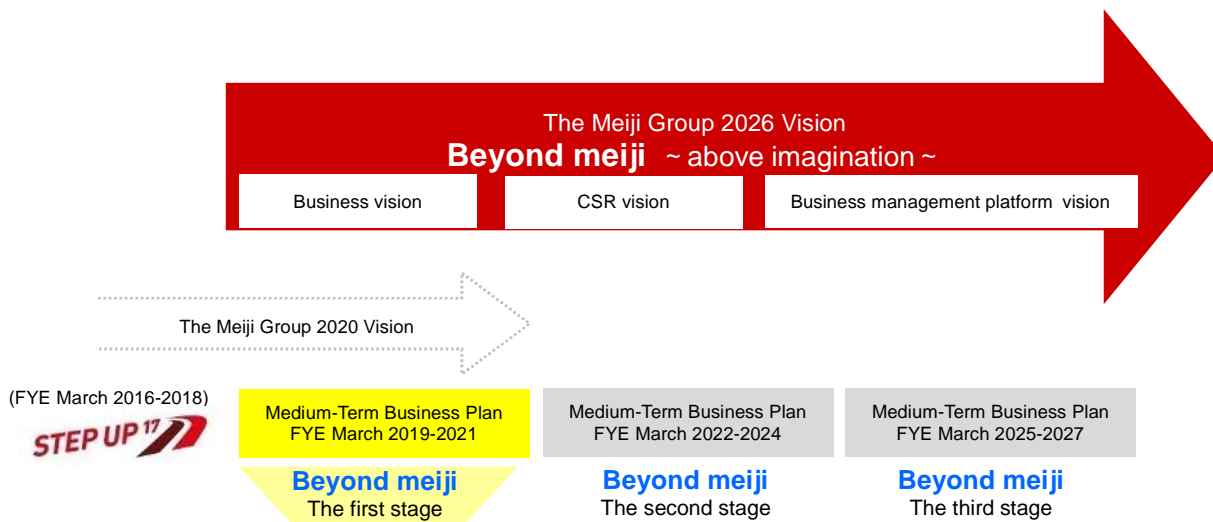 The Meiji Group 2026 Vision
Beyond meiji ~ above imagination ~
Business vision
CSR vision
Business management platform vision
The Meiji Group 2020 Vision
(FYE March 2016-2018)
STEP UP 17
Medium-Term Business Plan
FYE March 2019-2021
Medium-Term Business Plan
FYE March 2022-2024
Medium-Term Business Plan
FYE March 2025-2027
Beyond meiji
The first stage
Beyond meiji
The second stage
Beyond meiji
The third stage